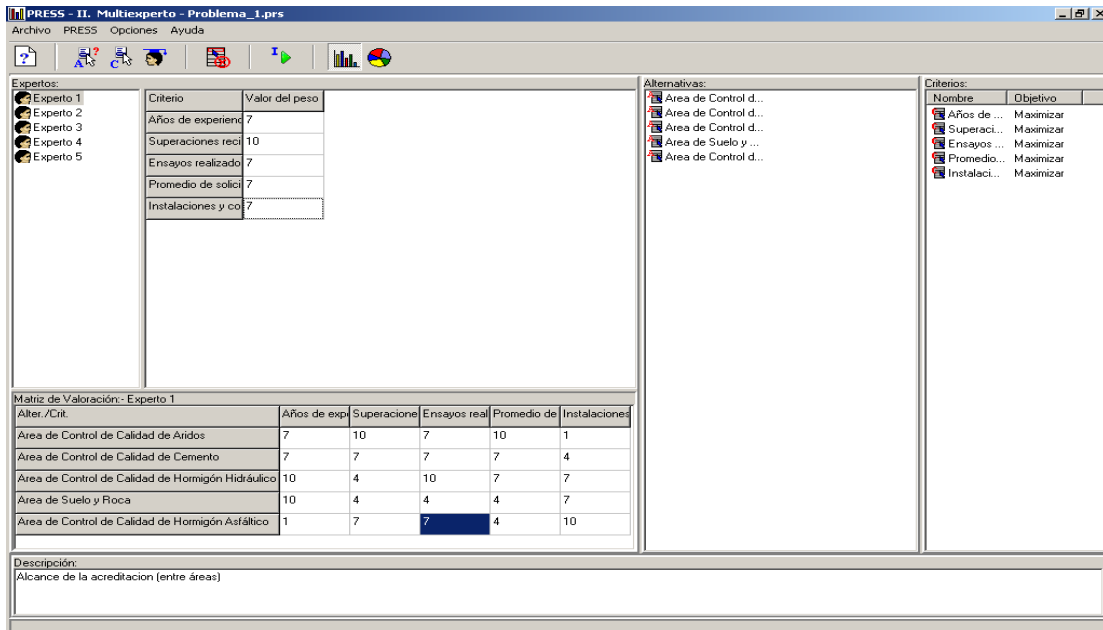 PRESS - II. Multiexperto - Problema_1.prs
Archivo PRESS Opciones Ayuda
? A ? C I
Expertos:
Experto 1
Experto 2
Experto 3
Experto 4
Experto 5
Criterio Valor del peso
Años de experienc 7
Superaciones reci 10
Ensayos realizado 7
Promedio de solici 7
Instalaciones y co 7
Alternativas:
Area de Control d...
Area de Control d...
Area de Control d...
Area de Suelo y ...
Area de Control d...
Criterios:
Nombre Objetivo
Años de ... Maximizar
Superaci... Maximizar
Ensayos ... Maximizar
Promedio... Maximizar
Instalaci... Maximizar
Matriz de Valoración:- Experto 1
Alter./Crit. Años de expe Superacione Ensayos real Promedio de Instalaciones
Area de Control de Calidad de Aridos 7 10 7 10 1
Area de Control de Calidad de Cemento 7 7 7 7 4
Area de Control de Calidad de Hormigón Hidráulico 10 4 10 7 7
Area de Suelo y Roca 10 4 4 4 7
Area de Control de Calidad de Hormigón Asfáltico 1 7 7 4 10
Descripción:
Alcance de la acreditacion (entre áreas)